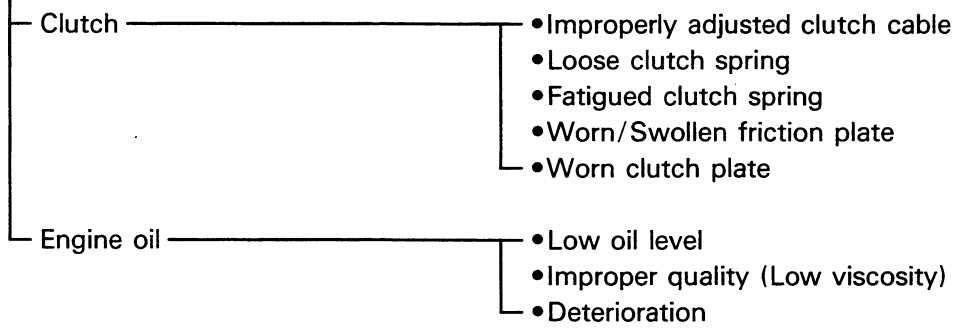 Clutch •Improperly adjusted clutch cable
•Loose clutch spring
•Fatigued clutch spring
•Worn/Swollen friction plate
•Worn clutch plate
Engine oil •Low oil level
•Improper quality (Low viscosity)
•Deterioration